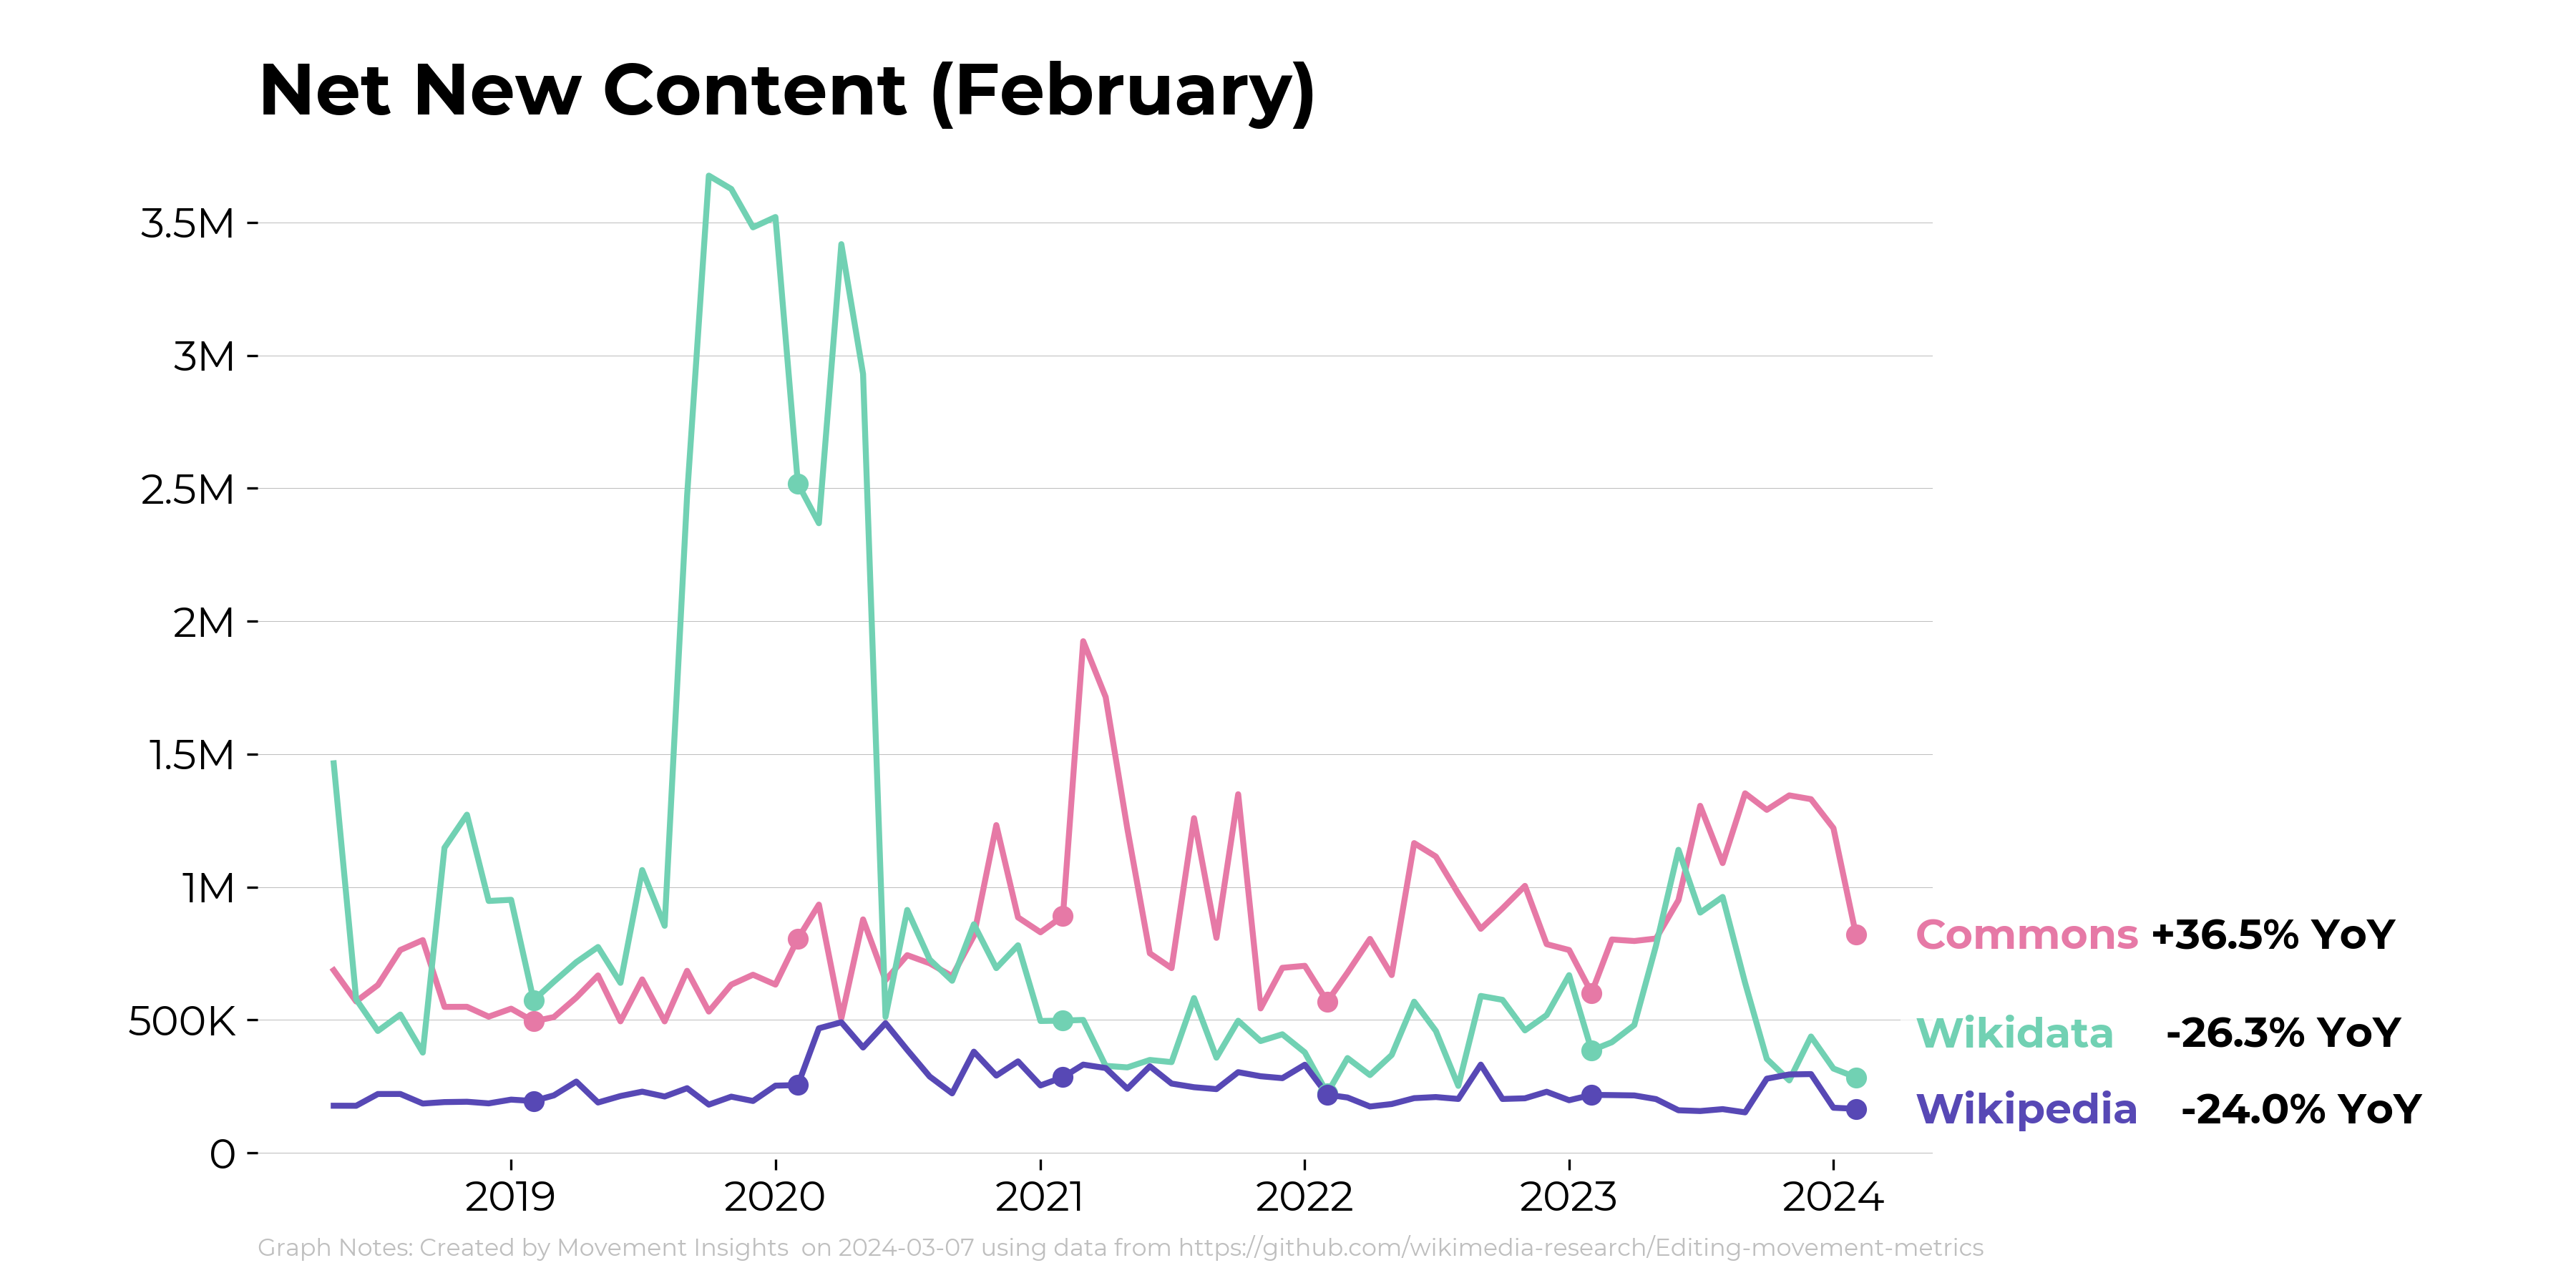 Net New Content (February)
3.5M
3M
2.5M
2M
1.5M
1M
500K
0
Commons +36.5% YoY
Wikidata -26.3% YoY
Wikipedia -24.0% YoY
2019 2020 2021 2022 2023 2024
Graph Notes: Created by Movement Insights  on 2024-03-07 using data from https://github.com/wikimedia-research/Editing-movement-metrics